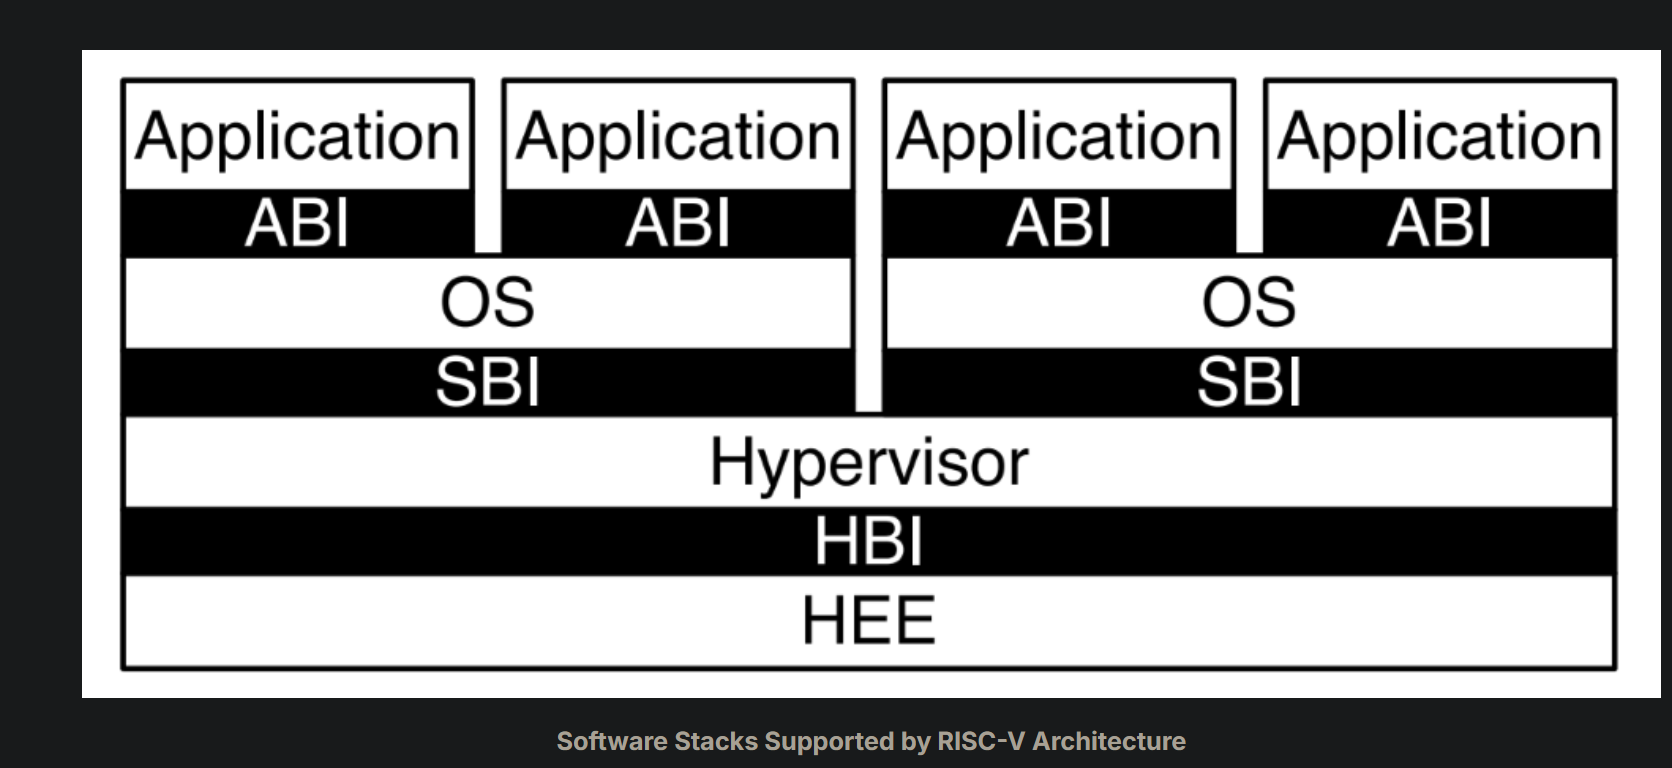 Application Application Application Application
ABI ABI ABI ABI
OS OS
SBI SBI
Hypervisor
HBI
HEE
Software Stacks Supported by RISC-V Architecture